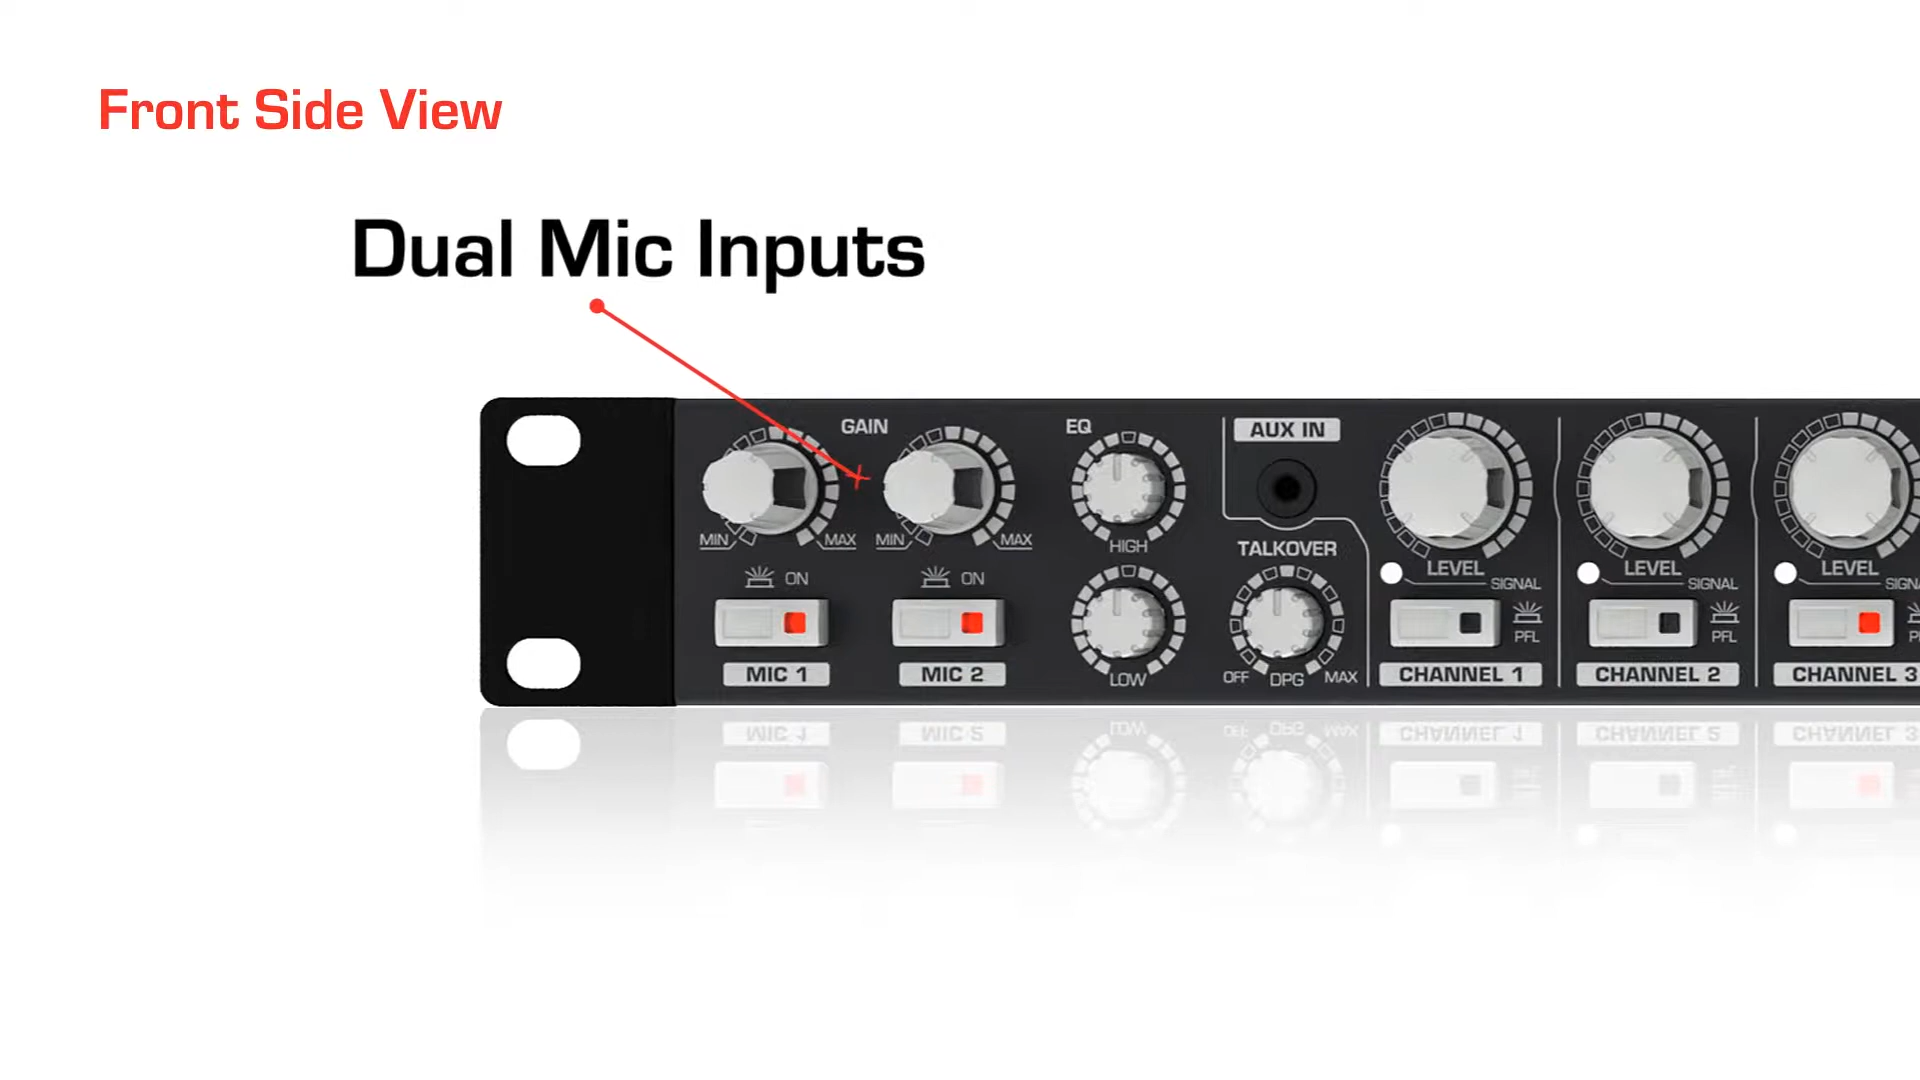 Front Side View
Dual Mic Inputs
GAIN
EQ
AUX IN
MIN MAX
MIN MAX
HIGH
TALKOVER
LEVEL
LEVEL
LEVEL
ON
ON
SIGNAL
SIGNAL
PFL
PFL
MIC 1
MIC 2
LOW
OFF DPG MAX
CHANNEL 1
CHANNEL 2
CHANNEL 3